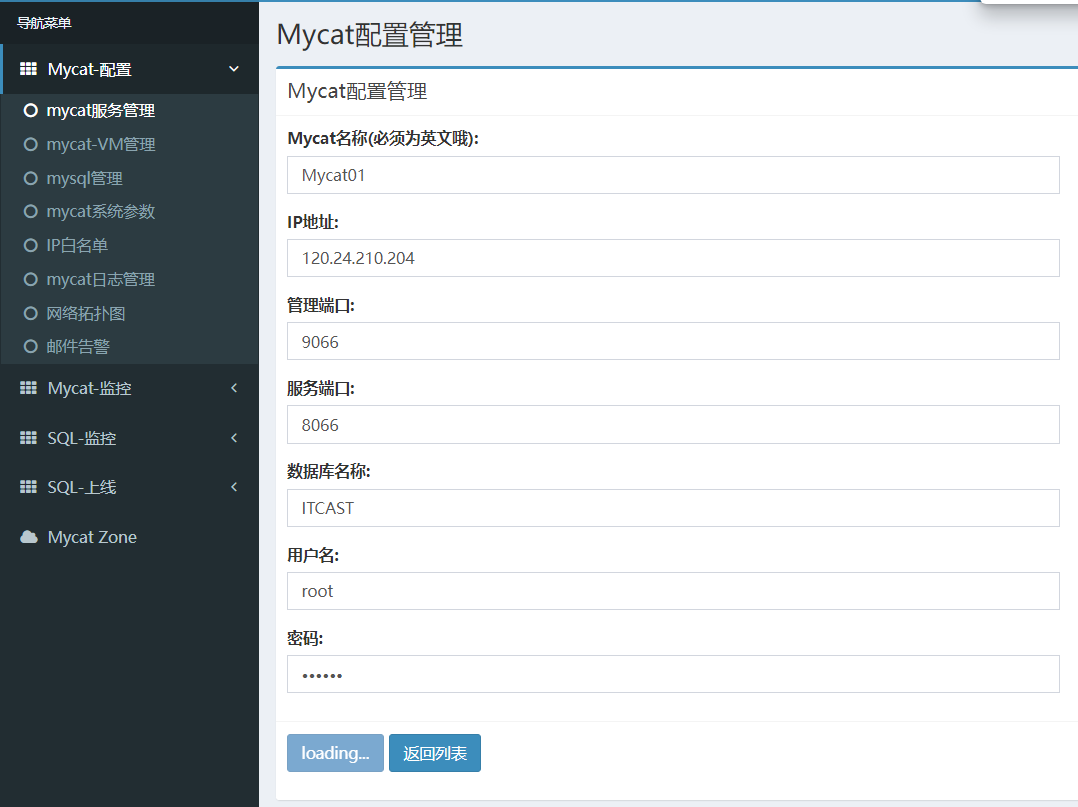 导航菜单
Mycat-配置
mycat服务管理
mycat-VM管理
mysql管理
mycat系统参数
IP白名单
mycat日志管理
网络拓扑图
邮件告警
Mycat-监控
SQL-监控
SQL-上线
Mycat Zone
Mycat配置管理
Mycat配置管理
Mycat名称(必须为英文哦):
Mycat01
IP地址:
120.24.210.204
管理端口:
9066
服务端口:
8066
数据库名称:
ITCAST
用户名:
root
密码:
••••••
loading... 返回列表